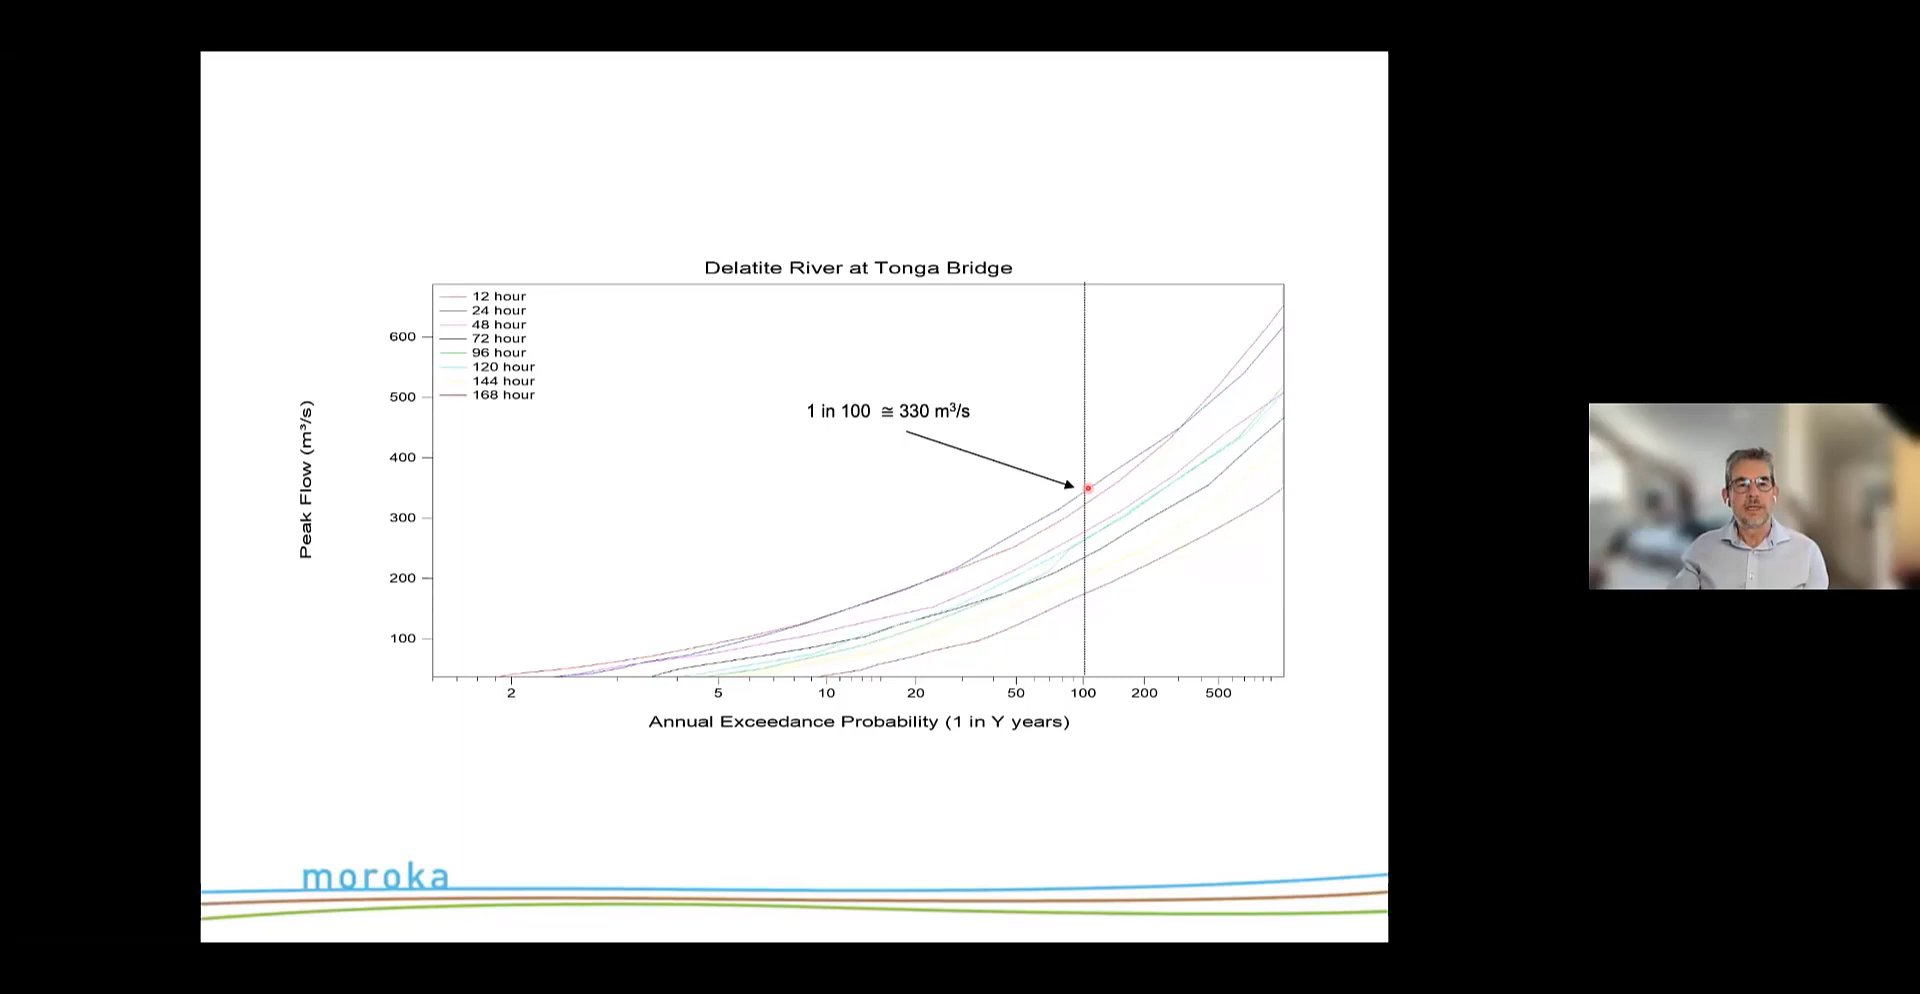 Delatite River at Tonga Bridge
12 hour
24 hour
48 hour
72 hour
96 hour
120 hour
144 hour
168 hour
600
500
400
300
200
100
Peak Flow (m³/s)
1 in 100 ≅ 330 m³/s
2 5 10 20 50 100 200 500
Annual Exceedance Probability (1 in Y years)
moroka